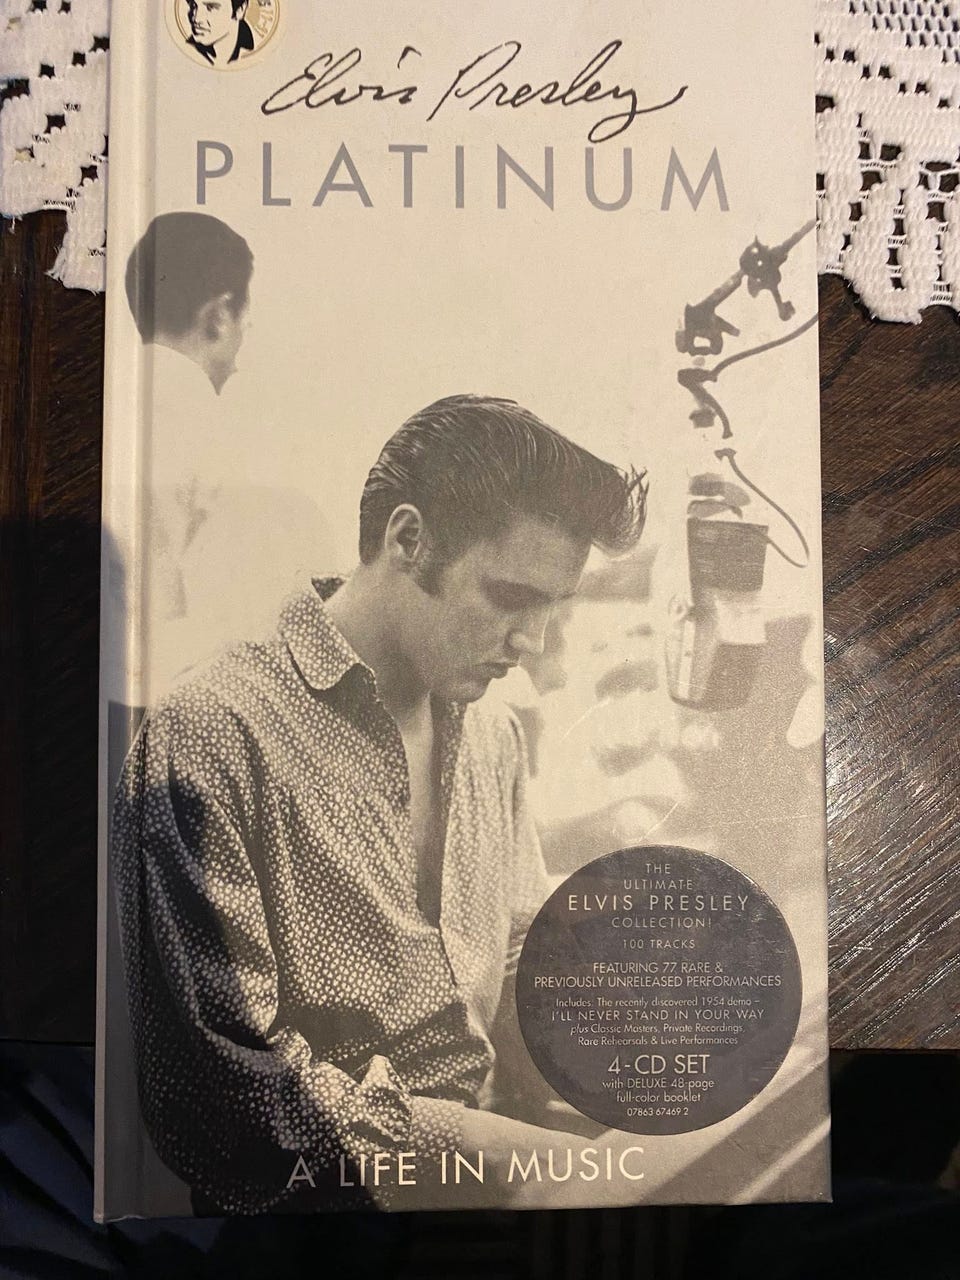 Elvis Presley
PLATINUM
THE
ULTIMATE
ELVIS PRESLEY
COLLECTION!
100 TRACKS
FEATURING 77 RARE &
PREVIOUSLY UNRELEASED PERFORMANCES
Includes: The recently discovered 1954 demo –
I'LL NEVER STAND IN YOUR WAY
plus Classic Masters, Private Recordings,
Rare Rehearsals & Live Performances
4-CD SET
with DELUXE 48-page
full-color booklet
07863 67469 2
A LIFE IN MUSIC